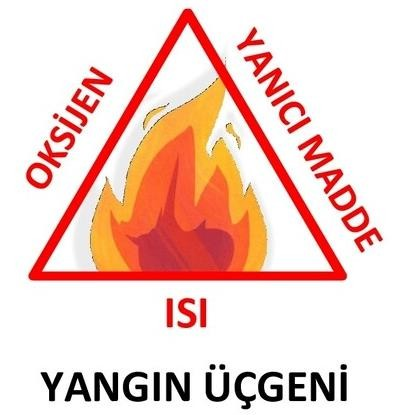 OKSİJEN
YANICI MADDE
ISI
YANGIN ÜÇGENİ